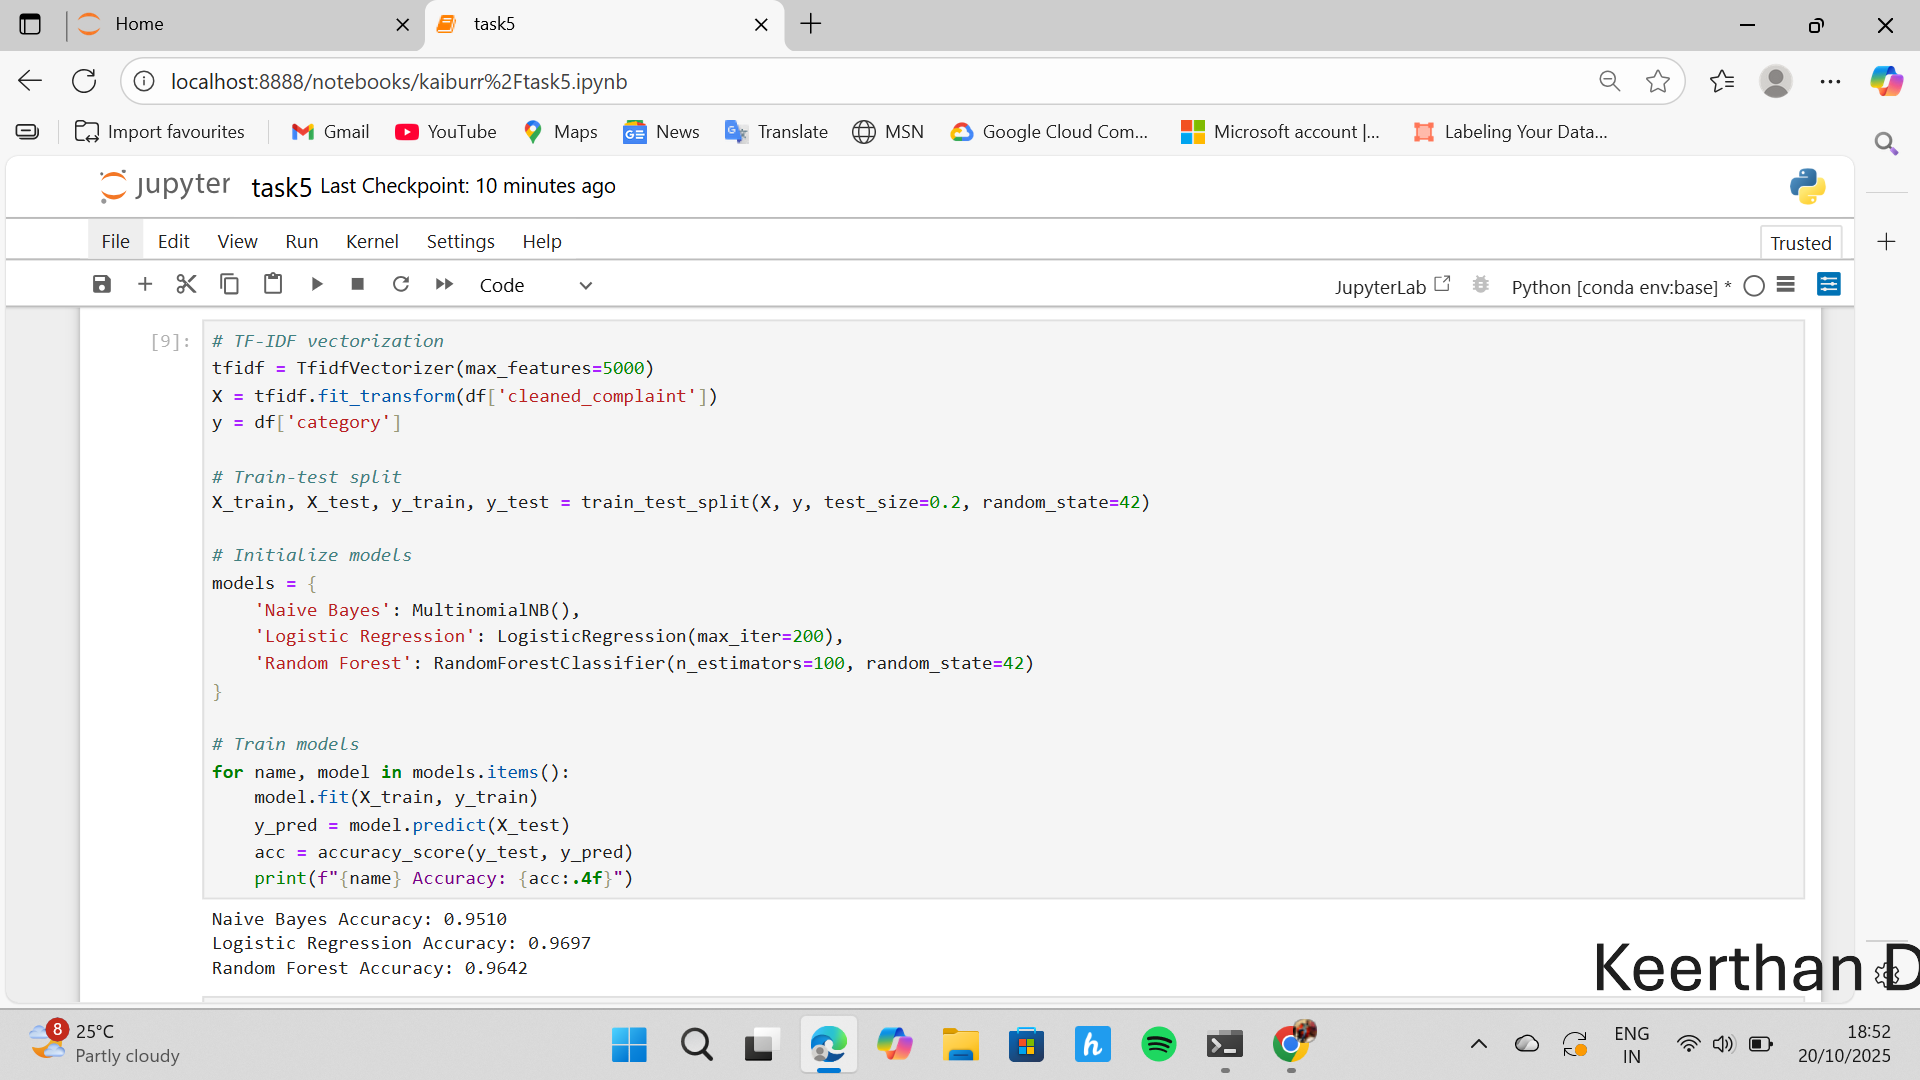 Home
task5
localhost:8888/notebooks/kaiburr%2Ftask5.ipynb
Import favourites
Gmail
YouTube
Maps
News
Translate
MSN
Google Cloud Com...
Microsoft account |...
Labeling Your Data...
jupyter task5 Last Checkpoint: 10 minutes ago
File Edit View Run Kernel Settings Help
Trusted
Code
JupyterLab
Python [conda env:base] *
[9]:
# TF-IDF vectorization
tfidf = TfidfVectorizer(max_features=5000)
X = tfidf.fit_transform(df['cleaned_complaint'])
y = df['category']
# Train-test split
X_train, X_test, y_train, y_test = train_test_split(X, y, test_size=0.2, random_state=42)
# Initialize models
models = {
    'Naive Bayes': MultinomialNB(),
    'Logistic Regression': LogisticRegression(max_iter=200),
    'Random Forest': RandomForestClassifier(n_estimators=100, random_state=42)
}
# Train models
for name, model in models.items():
    model.fit(X_train, y_train)
    y_pred = model.predict(X_test)
    acc = accuracy_score(y_test, y_pred)
    print(f"{name} Accuracy: {acc:.4f}")
Naive Bayes Accuracy: 0.9510
Logistic Regression Accuracy: 0.9697
Random Forest Accuracy: 0.9642
Keerthan D
8
25°C
Partly cloudy
ENG
IN
18:52
20/10/2025